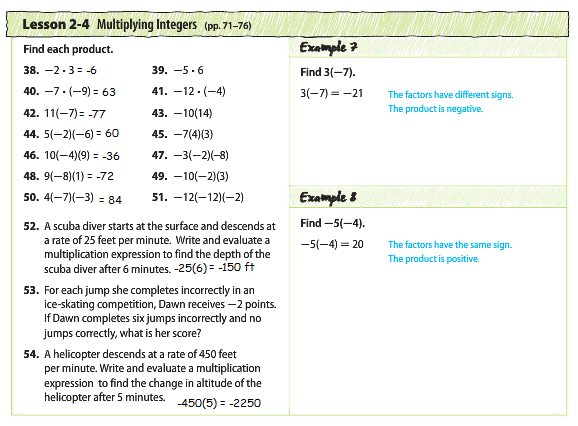 Lesson 2-4 Multiplying Integers (pp. 71–76)
Find each product.
38. −2 · 3 = -6
39. −5 · 6
40. −7 · (−9) = 63
41. −12 · (−4)
42. 11(−7) = -77
43. −10(14)
44. 5(−2)(−6) = 60
45. −7(4)(3)
46. 10(−4)(9) = -36
47. −3(−2)(−8)
48. 9(−8)(1) = -72
49. −10(−2)(3)
50. 4(−7)(−3) = 84
51. −12(−12)(−2)
52. A scuba diver starts at the surface and descends at
a rate of 25 feet per minute. Write and evaluate a
multiplication expression to find the depth of the
scuba diver after 6 minutes. -25(6) = -150 ft
53. For each jump she completes incorrectly in an
ice-skating competition, Dawn receives −2 points.
If Dawn completes six jumps incorrectly and no
jumps correctly, what is her score?
54. A helicopter descends at a rate of 450 feet
per minute. Write and evaluate a multiplication
expression to find the change in altitude of the
helicopter after 5 minutes. -450(5) = -2250
Example 7
Find 3(−7).
3(−7) = −21
The factors have different signs.
The product is negative.
Example 8
Find −5(−4).
−5(−4) = 20
The factors have the same sign.
The product is positive.